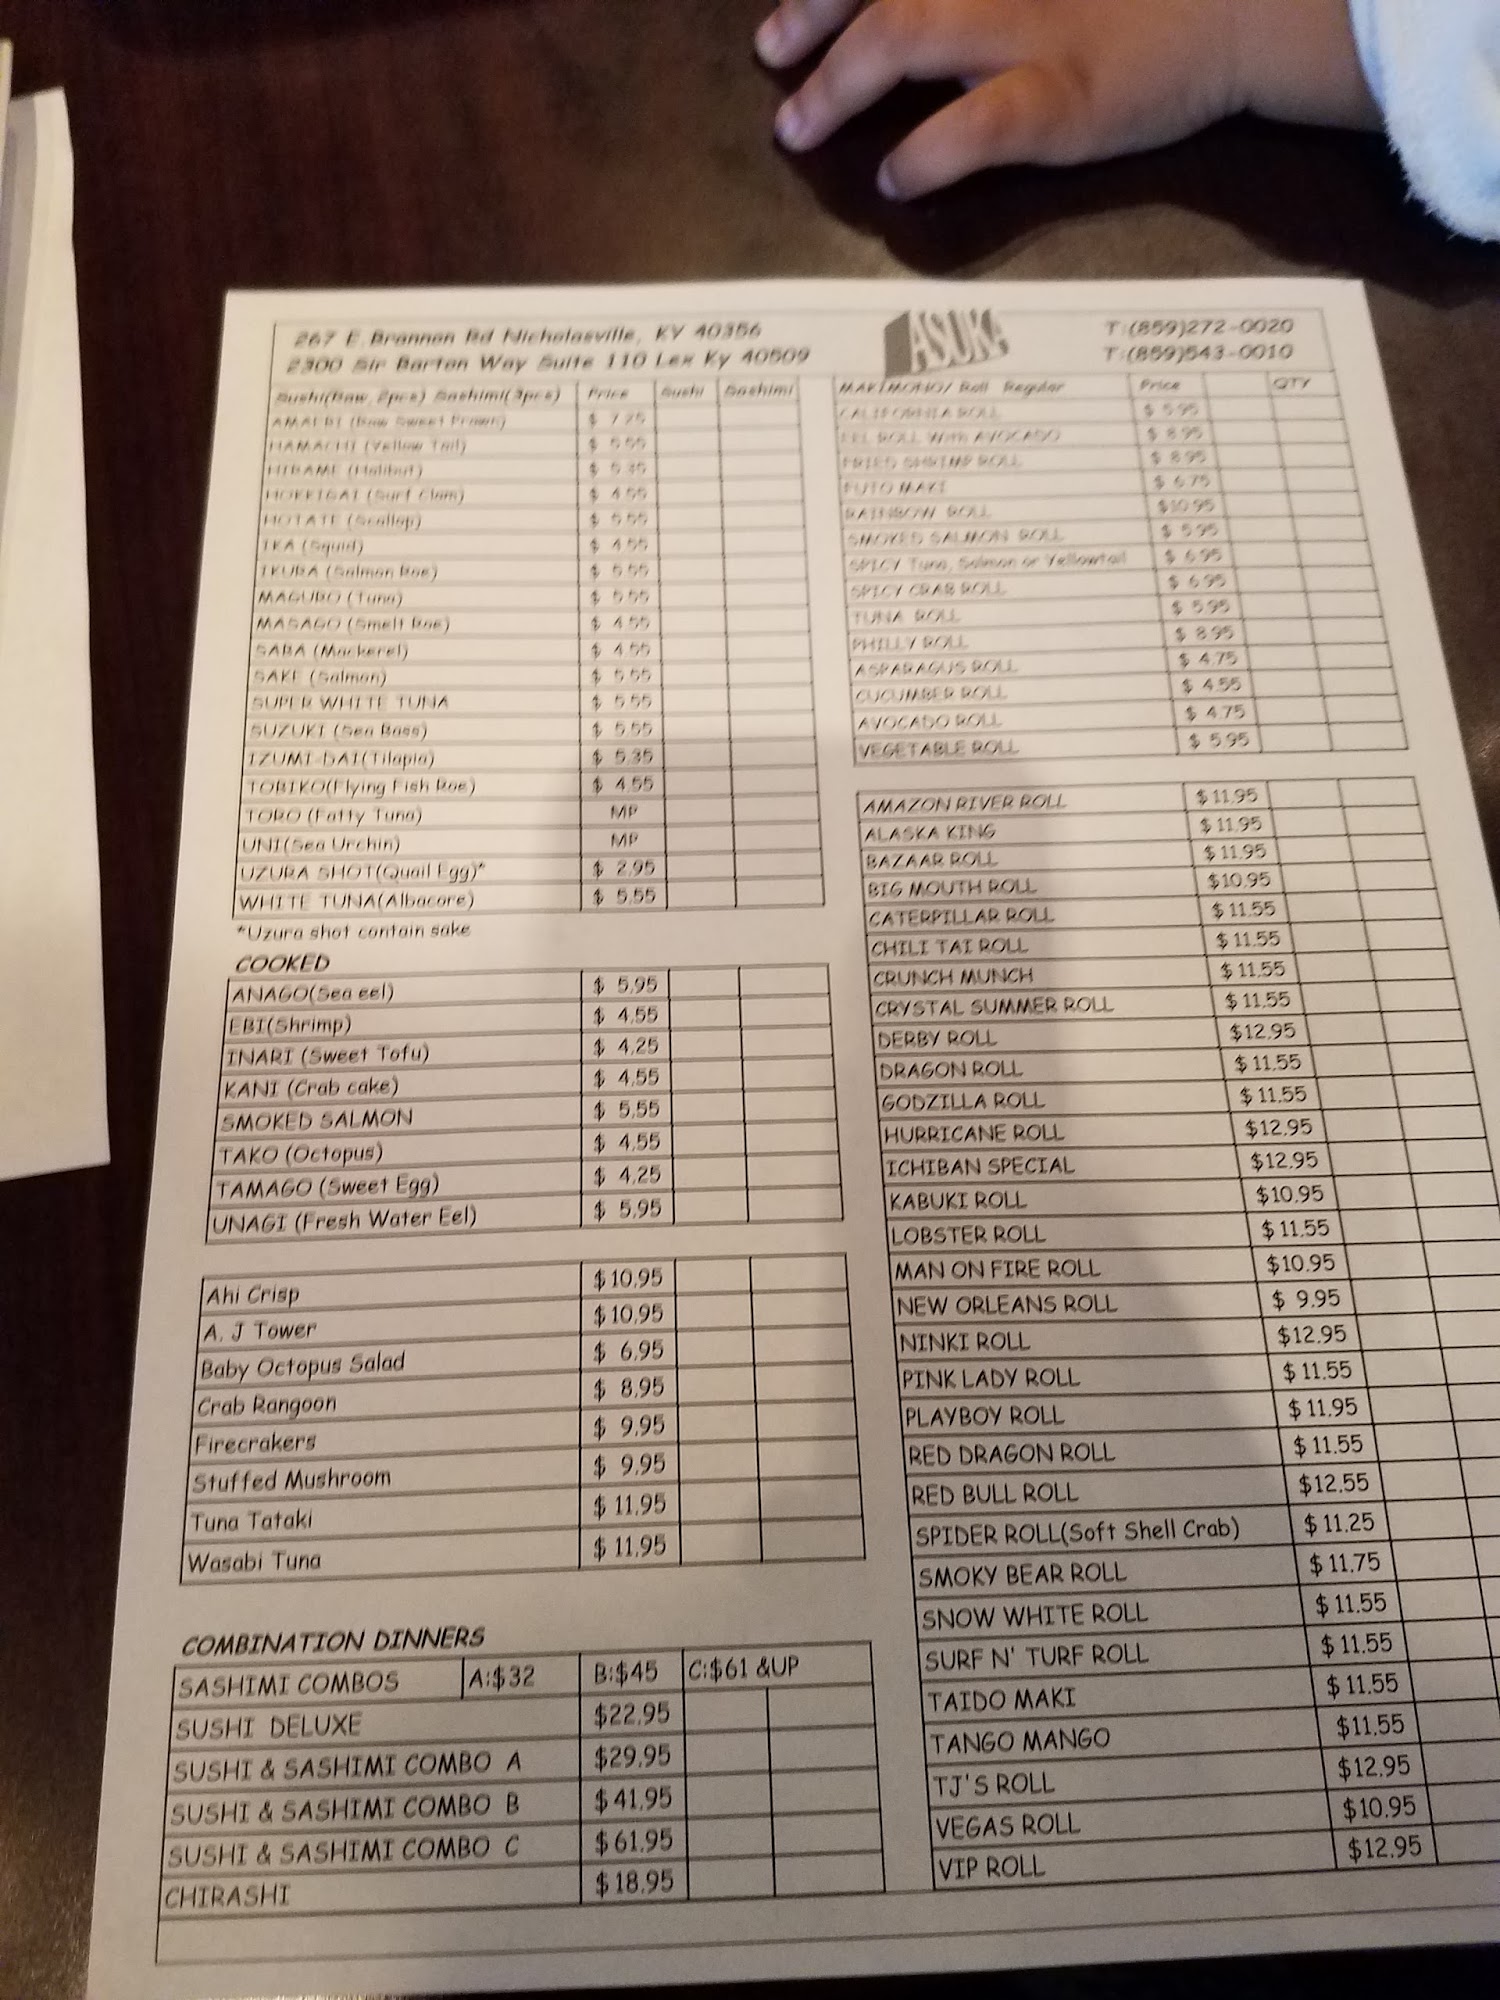 267 E. Brannon Rd Nicholasville, KY 40356
2300 Sir Barton Way Suite 110 Lex Ky 40509
ASUKA
T:(859)272-0020
T:(859)543-0010
Sushi(Raw, 2pcs) Sashimi(3pcs) Price Sushi Sashimi
AMAEBI (Raw Sweet Prawn) $ 7.25
HAMACHI (Yellow Tail) $ 5.55
HIRAME (Halibut) $ 5.35
HOKKIGAI (Surf Clam) $ 4.55
HOTATE (Scallop) $ 5.55
IKA (Squid) $ 4.55
IKURA (Salmon Roe) $ 5.55
MAGURO (Tuna) $ 5.55
MASAGO (Smelt Roe) $ 4.55
SABA (Mackerel) $ 4.55
SAKE (Salmon) $ 5.55
SUPER WHITE TUNA $ 5.55
SUZUKI (Sea Bass) $ 5.55
IZUMI-DAI(Tilapia) $ 5.35
TOBIKO(Flying Fish Roe) $ 4.55
TORO (Fatty Tuna) MP
UNI(Sea Urchin) MP
UZURA SHOT(Quail Egg)* $ 2.95
WHITE TUNA(Albacore) $ 5.55
*Uzura shot contain sake
COOKED
ANAGO(Sea eel) $ 5.95
EBI(Shrimp) $ 4.55
INARI (Sweet Tofu) $ 4.25
KANI (Crab cake) $ 4.55
SMOKED SALMON $ 5.55
TAKO (Octopus) $ 4.55
TAMAGO (Sweet Egg) $ 4.25
UNAGI (Fresh Water Eel) $ 5.95
Ahi Crisp $10.95
A. J Tower $10.95
Baby Octopus Salad $ 6.95
Crab Rangoon $ 8.95
Firecrakers $ 9.95
Stuffed Mushroom $ 9.95
Tuna Tataki $ 11.95
Wasabi Tuna $ 11.95
COMBINATION DINNERS
SASHIMI COMBOS A:$32 B:$45 C:$61 &UP
SUSHI DELUXE $22.95
SUSHI & SASHIMI COMBO A $29.95
SUSHI & SASHIMI COMBO B $41.95
SUSHI & SASHIMI COMBO C $61.95
CHIRASHI $18.95
MAKIMONO/ Roll Regular Price QTY
CALIFORNIA ROLL $ 5.95
EEL ROLL With AVOCADO $ 8.95
FRIED SHRIMP ROLL $ 8.95
FUTO MAKI $ 6.75
RAINBOW ROLL $10.95
SMOKED SALMON ROLL $ 5.95
SPICY Tuna, Salmon or Yellowtail $ 6.95
SPICY CRAB ROLL $ 6.95
TUNA ROLL $ 5.95
PHILLY ROLL $ 8.95
ASPARAGUS ROLL $ 4.75
CUCUMBER ROLL $ 4.55
AVOCADO ROLL $ 4.75
VEGETABLE ROLL $ 5.95
AMAZON RIVER ROLL $11.95
ALASKA KING $11.95
BAZAAR ROLL $11.95
BIG MOUTH ROLL $10.95
CATERPILLAR ROLL $11.55
CHILI TAI ROLL $11.55
CRUNCH MUNCH $11.55
CRYSTAL SUMMER ROLL $11.55
DERBY ROLL $12.95
DRAGON ROLL $11.55
GODZILLA ROLL $11.55
HURRICANE ROLL $12.95
ICHIBAN SPECIAL $12.95
KABUKI ROLL $10.95
LOBSTER ROLL $11.55
MAN ON FIRE ROLL $10.95
NEW ORLEANS ROLL $ 9.95
NINKI ROLL $12.95
PINK LADY ROLL $11.55
PLAYBOY ROLL $11.95
RED DRAGON ROLL $11.55
RED BULL ROLL $12.55
SPIDER ROLL(Soft Shell Crab) $11.25
SMOKY BEAR ROLL $11.75
SNOW WHITE ROLL $11.55
SURF N' TURF ROLL $11.55
TAIDO MAKI $11.55
TANGO MANGO $11.55
TJ'S ROLL $12.95
VEGAS ROLL $10.95
VIP ROLL $12.95